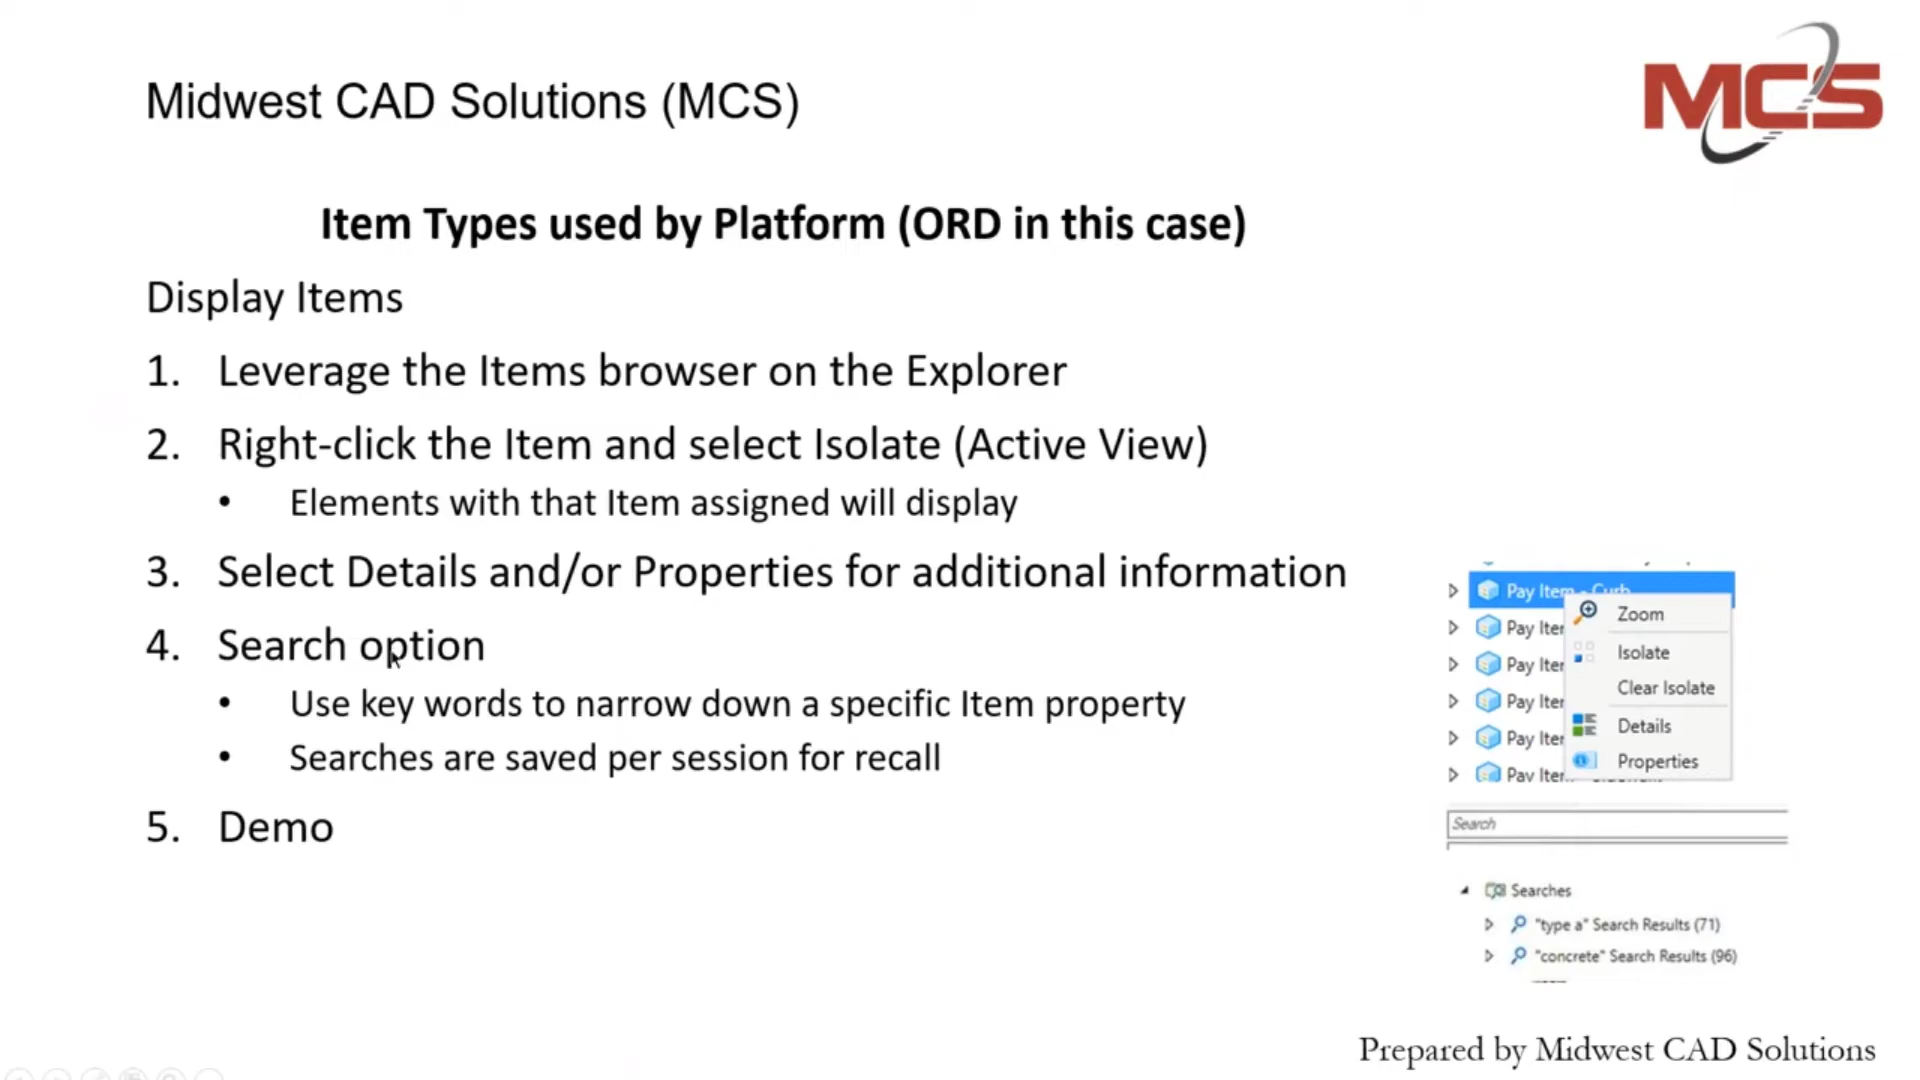 Midwest CAD Solutions (MCS)
MCS
Item Types used by Platform (ORD in this case)
Display Items
1. Leverage the Items browser on the Explorer
2. Right-click the Item and select Isolate (Active View)
• Elements with that Item assigned will display
3. Select Details and/or Properties for additional information
4. Search option
• Use key words to narrow down a specific Item property
• Searches are saved per session for recall
5. Demo
Pay Item - Curb
Pay
Pay
Pay
Pay
Pay
Zoom
Isolate
Clear Isolate
Details
Properties
Search
Searches
"type a" Search Results (71)
"concrete" Search Results (96)
Prepared by Midwest CAD Solutions